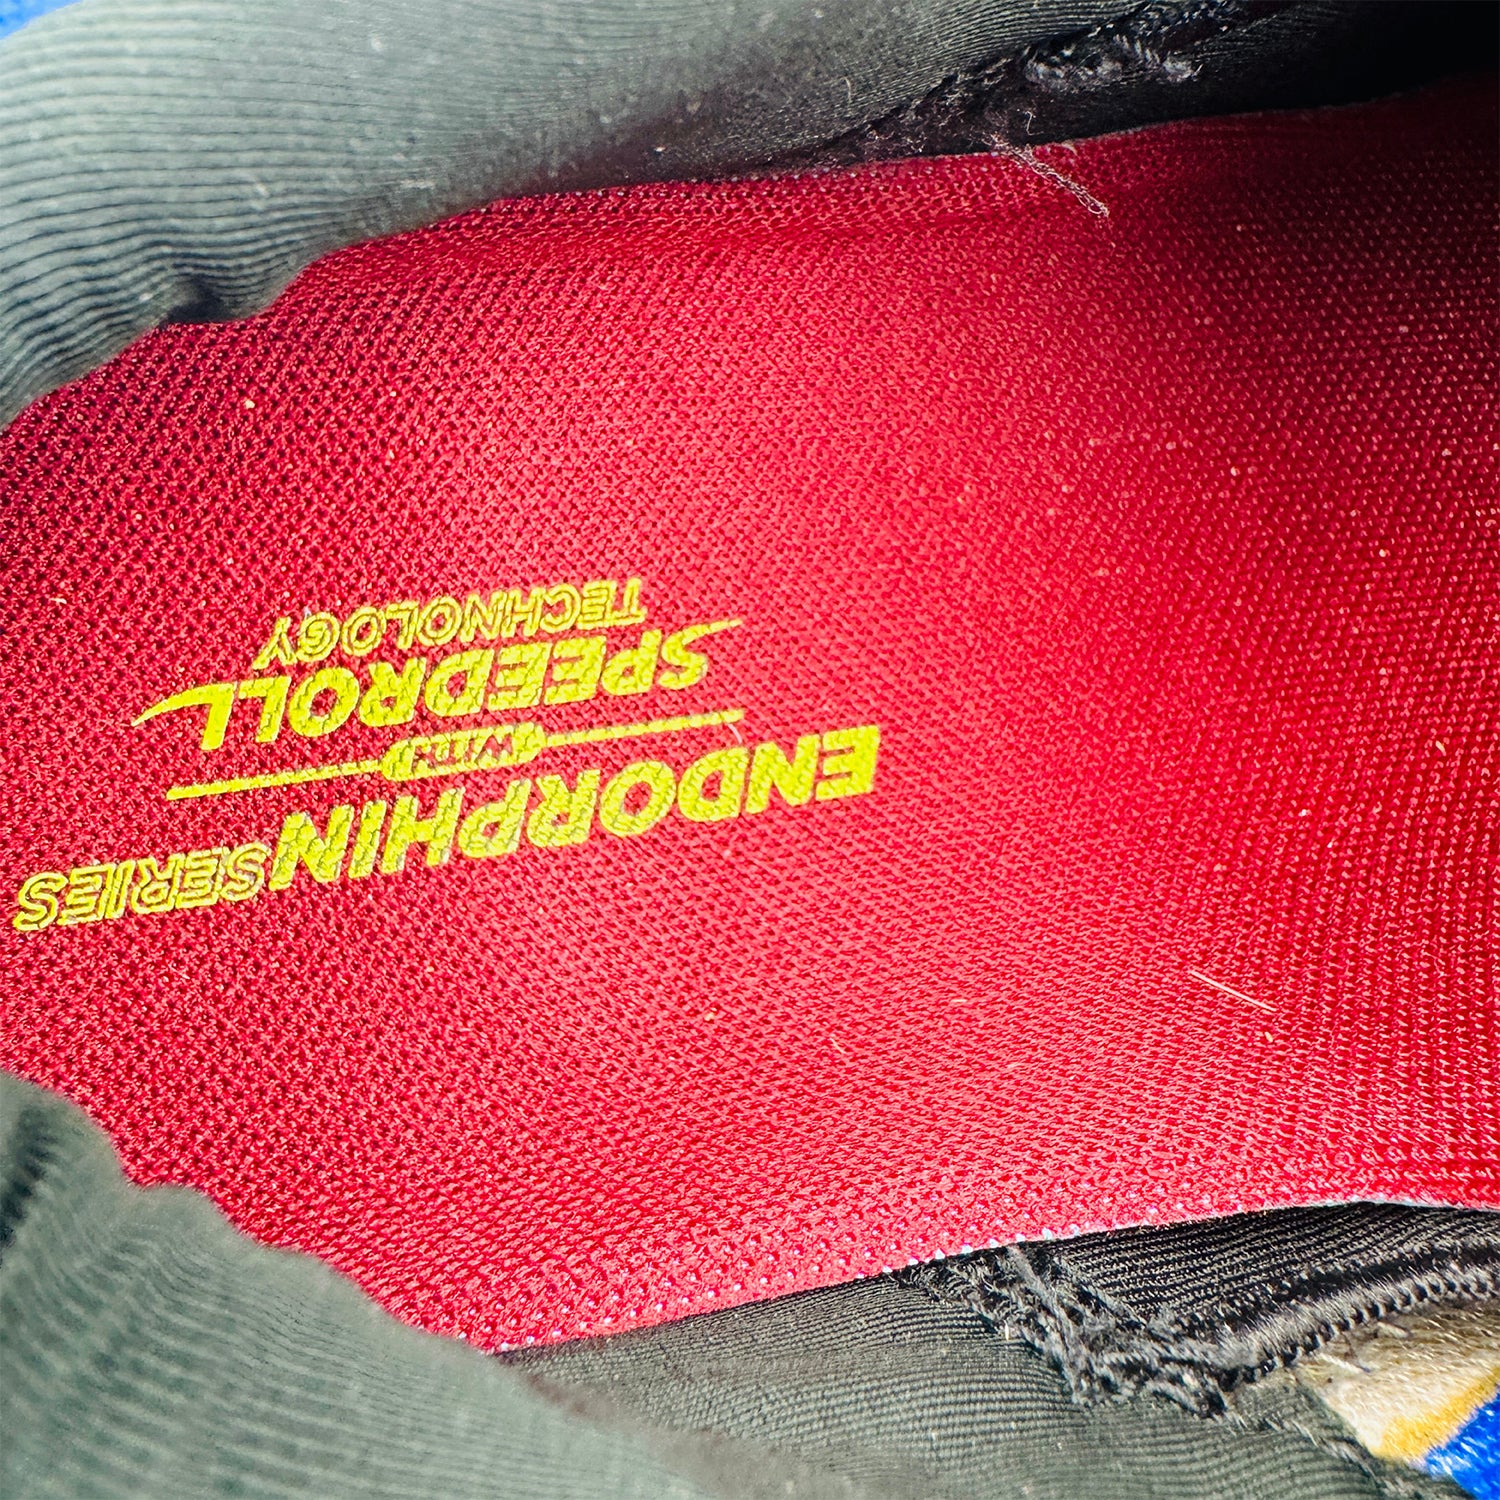 ENDORPHIN SERIES
WITH
SPEEDROLL
TECHNOLOGY